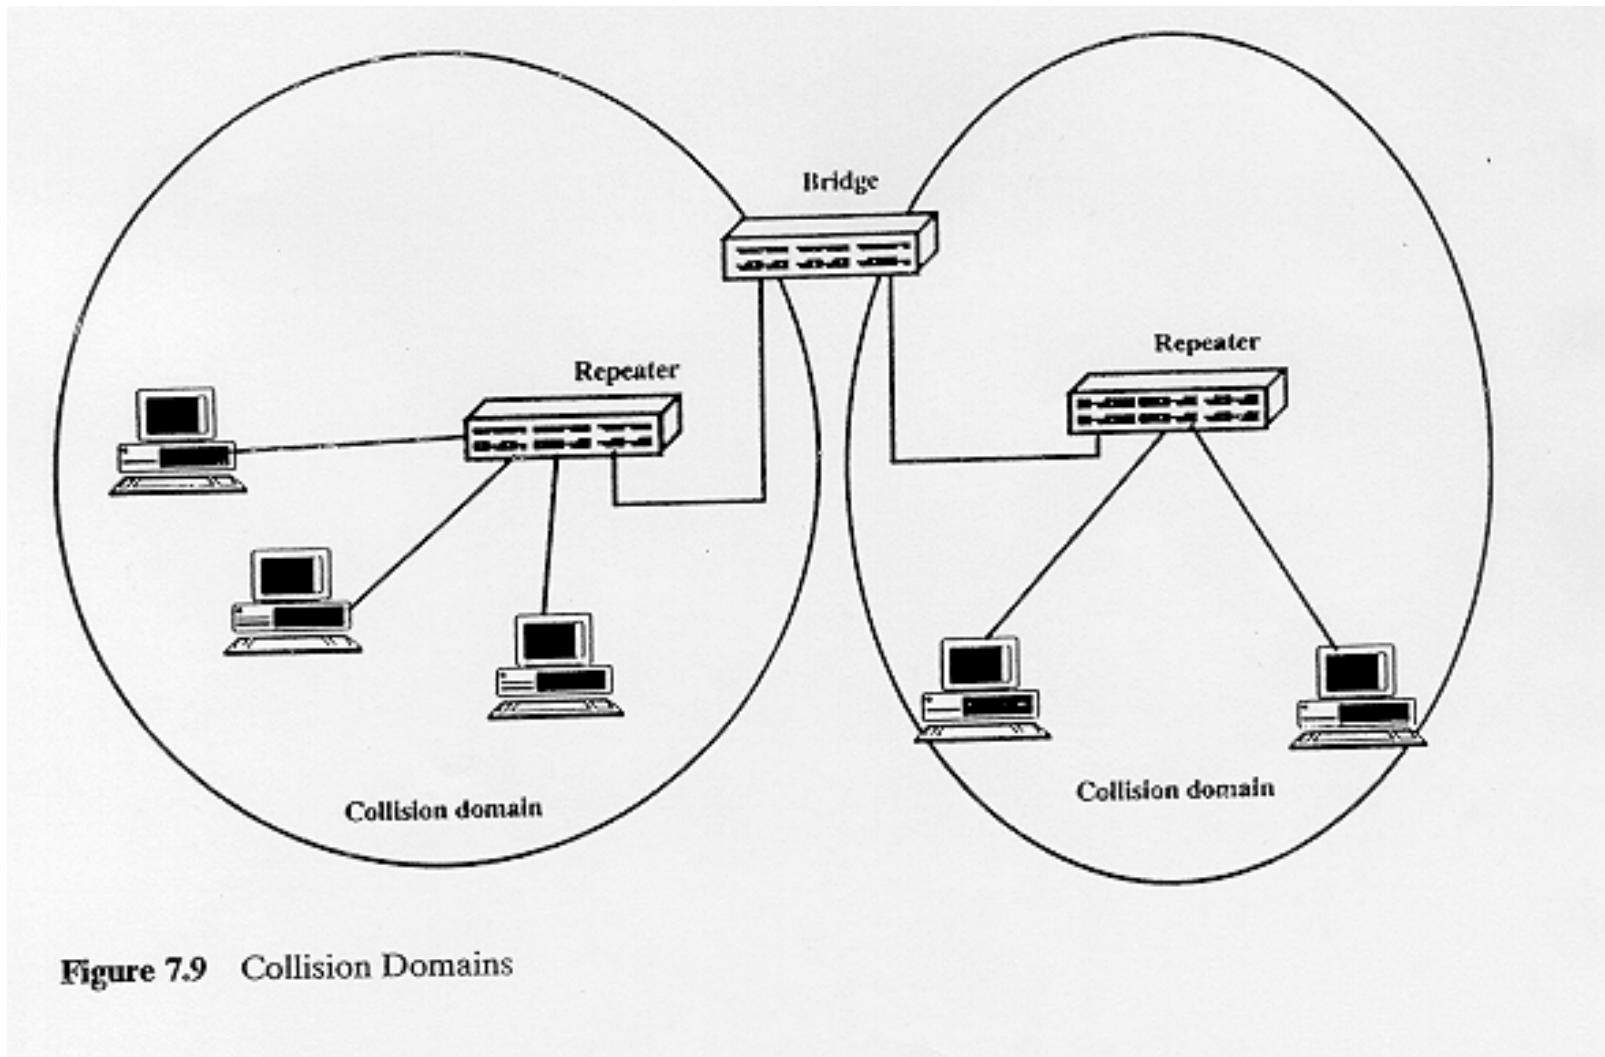 Bridge
Repeater
Repeater
Collision domain
Collision domain
Figure 7.9 Collision Domains